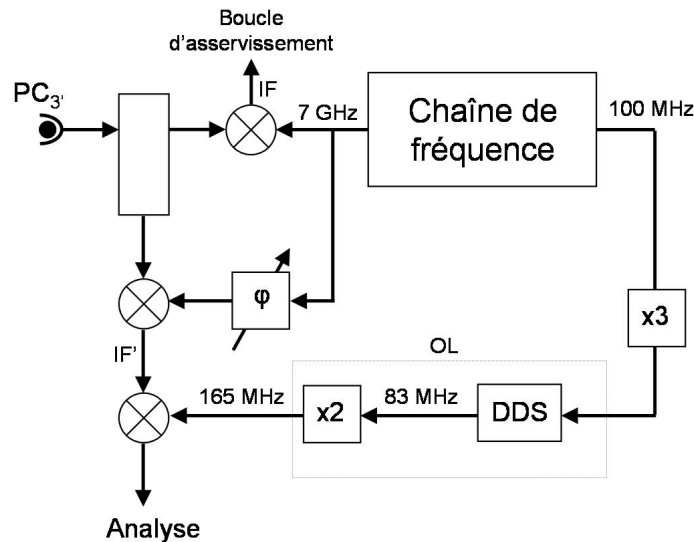 Boucle
d'asservissement
PC3'
IF
7 GHz
Chaîne de
fréquence
100 MHz
φ
x3
IF'
OL
165 MHz
x2
83 MHz
DDS
Analyse